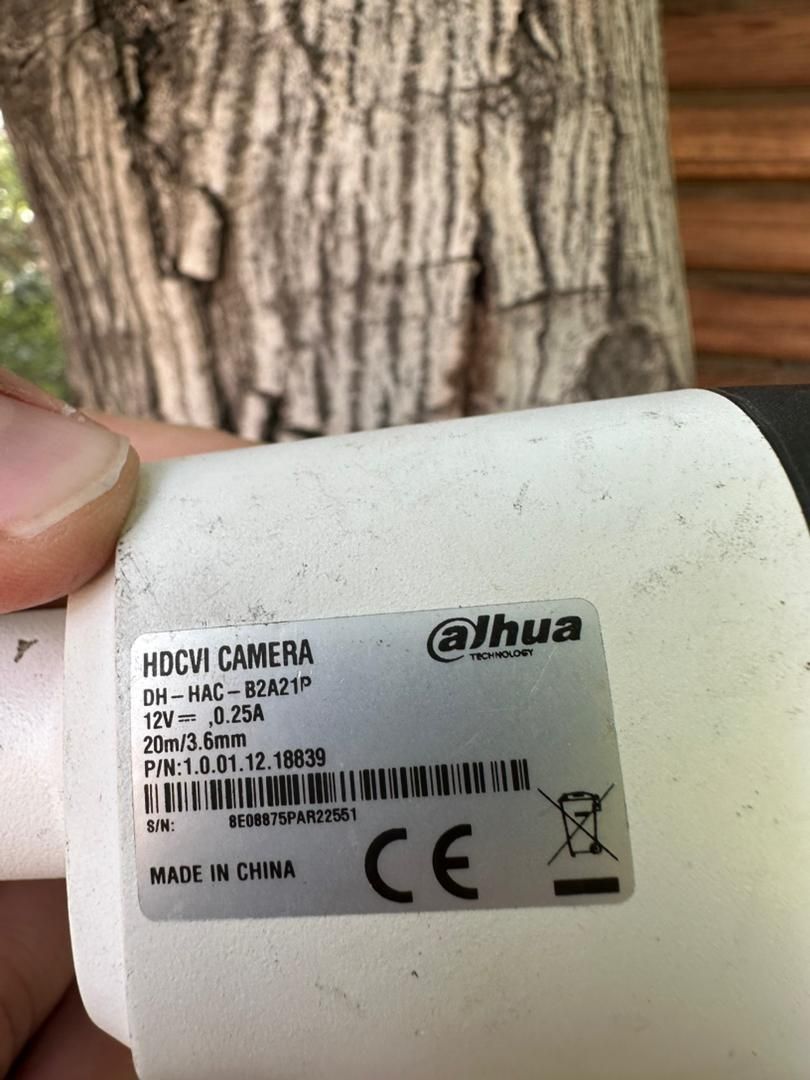 HDCVI CAMERA
alhua
TECHNOLOGY
DH-HAC-B2A21P
12V⎓ ,0.25A
20m/3.6mm
P/N:1.0.01.12.18839
S/N: 8E08875PAR22551
MADE IN CHINA
CE